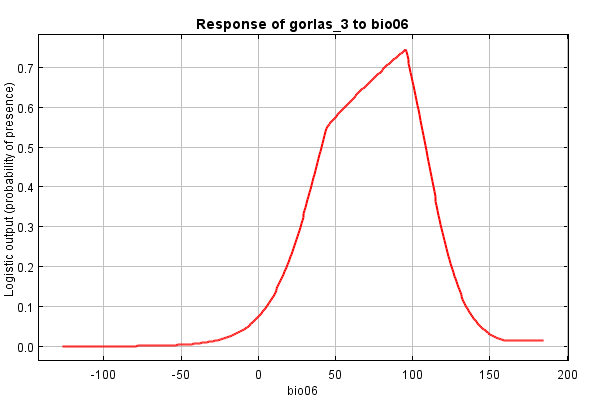 Response of gorlas_3 to bio06
Logistic output (probability of presence)
0.7
0.6
0.5
0.4
0.3
0.2
0.1
0.0
-100 -50 0 50 100 150 200
bio06